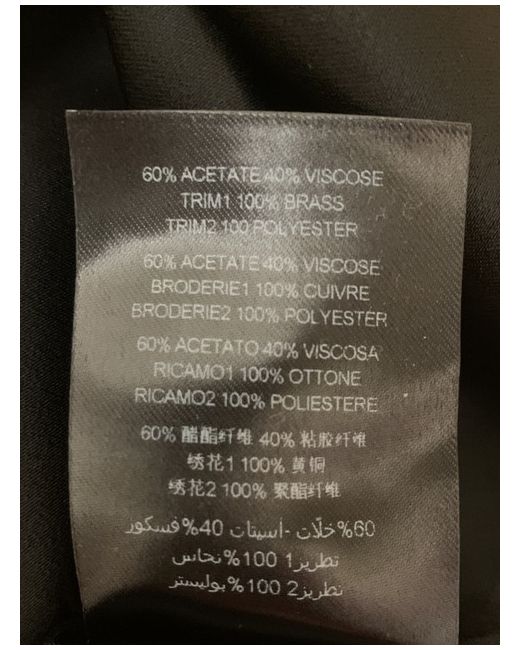 60% ACETATE 40% VISCOSE
TRIM1 100% BRASS
TRIM2 100 POLYESTER
60% ACETATE 40% VISCOSE
BRODERIE1 100% CUIVRE
BRODERIE2 100% POLYESTER
60% ACETATO 40% VISCOSA
RICAMO1 100% OTTONE
RICAMO2 100% POLIESTERE
60% 醋酯纤维 40% 粘胶纤维
绣花1 100% 黄铜
绣花2 100% 聚酯纤维
60%خلّات -أسيتات 40%فسكور
تطريز1 100%نحاس
تطريز2 100%بوليستر